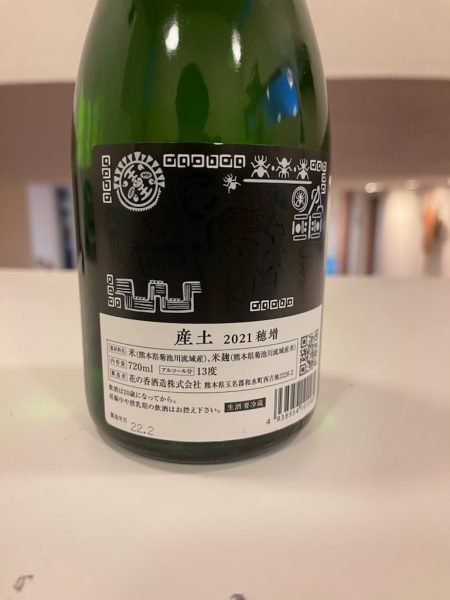 産土 2021 穂増
原材料名 米(熊本県菊池川流域産)、米麹(熊本県菊池川流域産米)
内容量 720ml アルコール分 13度
製造者 花の香酒造株式会社 熊本県玉名郡和水町西吉地2226-2
飲酒は20歳になってから。
妊娠中や授乳期の飲酒はお控え下さい。
生酒 要冷蔵
製造年月
22.2